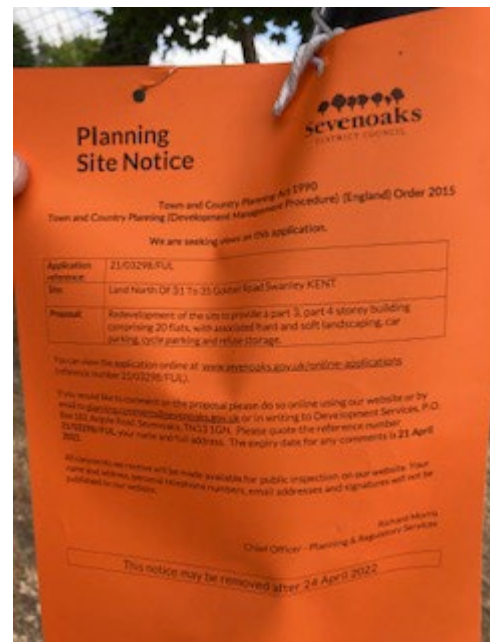 Planning
Site Notice
sevenoaks
DISTRICT COUNCIL
Town and Country Planning Act 1990
Town and Country Planning (Development Management Procedure) (England) Order 2015
We are seeking views on this application.
Application reference: 21/03298/FUL
Site: Land North Of 31 To 35 Road Swanley KENT
Proposal: Redevelopment of the site to provide a part 3, part 4 storey building
comprising 20 flats, with associated hard and soft landscaping, car
parking, cycle parking and refuse storage.
You can view the application online at www.sevenoaks.gov.uk/online-applications
(reference number 21/03298/FUL).
If you would like to comment on the proposal please do so online using our website or by
email to planning.comments@sevenoaks.gov.uk or in writing to Development Services, P.O.
Box 183, Argyle Road, Sevenoaks, TN13 1GN. Please quote the reference number
21/03298/FUL, your name and full address. The expiry date for any comments is 21 April
2022.
All comments we receive will be made available for public inspection on our website. Your
name and address, personal telephone numbers, email addresses and signatures will not be
published on our website.
Richard Morris
Chief Officer - Planning & Regulatory Services
This notice may be removed after 24 April 2022